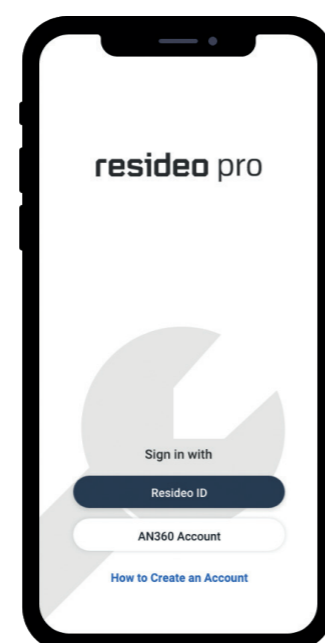 resideo pro
Sign in with
Resideo ID
AN360 Account
How to Create an Account